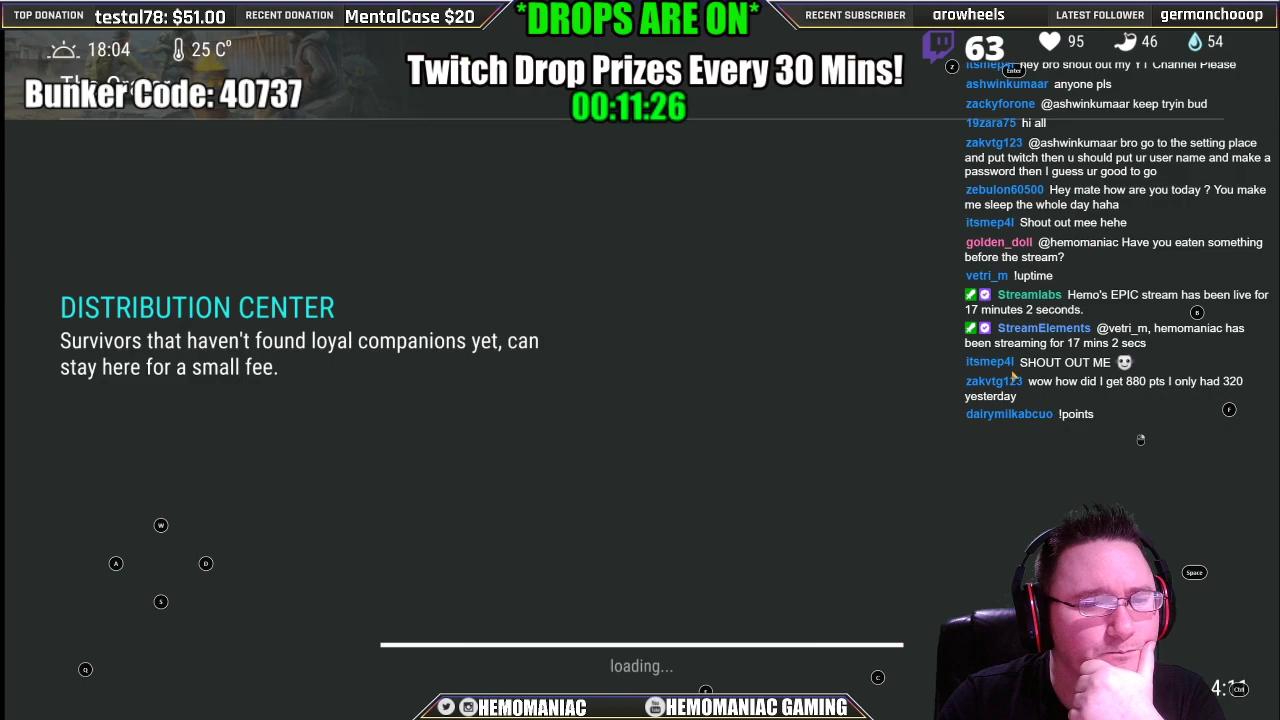 TOP DONATION testal78: $51.00 RECENT DONATION MentalCase $20
*DROPS ARE ON*
RECENT SUBSCRIBER arowheels LATEST FOLLOWER germanchooop
18:04 25 C°
Bunker Code: 40737
Twitch Drop Prizes Every 30 Mins!
00:11:26
63 95 46 54
Z
Enter
itsmep4l hey bro shout out my YT Channel Please
ashwinkumaar anyone pls
zackyforone @ashwinkumaar keep tryin bud
19zara75 hi all
zakvtg123 @ashwinkumaar bro go to the setting place
and put twitch then u should put ur user name and make a
password then I guess ur good to go
zebulon60500 Hey mate how are you today ? You make
me sleep the whole day haha
itsmep4l Shout out mee hehe
golden_doll @hemomaniac Have you eaten something
before the stream?
vetri_m !uptime
Streamlabs Hemo's EPIC stream has been live for
17 minutes 2 seconds.
B
StreamElements @vetri_m, hemomaniac has
been streaming for 17 mins 2 secs
itsmep4l SHOUT OUT ME
zakvtg123 wow how did I get 880 pts I only had 320
yesterday
F
dairymilkabcuo !points
DISTRIBUTION CENTER
Survivors that haven't found loyal companions yet, can
stay here for a small fee.
W
A D
S
Q
Space
loading...
C
Ctrl
HEMOMANIAC HEMOMANIAC GAMING